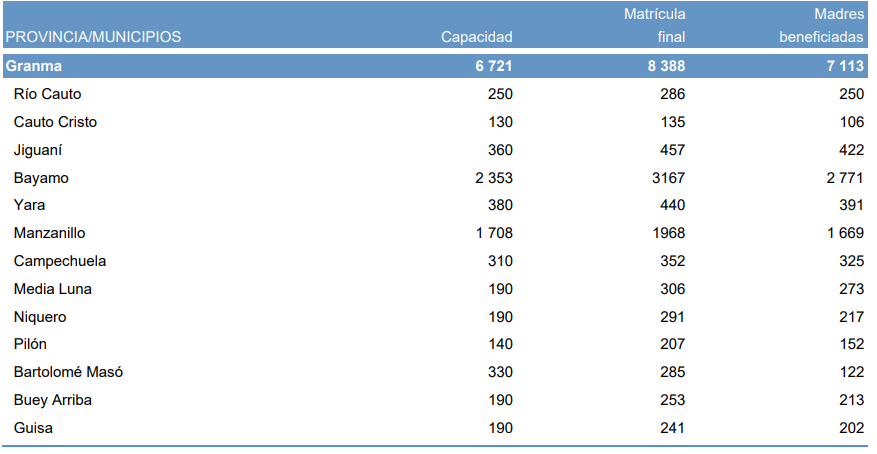 Matrícula Madres
PROVINCIA/MUNICIPIOS Capacidad final beneficiadas
Granma 6 721 8 388 7 113
Río Cauto 250 286 250
Cauto Cristo 130 135 106
Jiguaní 360 457 422
Bayamo 2 353 3167 2 771
Yara 380 440 391
Manzanillo 1 708 1968 1 669
Campechuela 310 352 325
Media Luna 190 306 273
Niquero 190 291 217
Pilón 140 207 152
Bartolomé Masó 330 285 122
Buey Arriba 190 253 213
Guisa 190 241 202